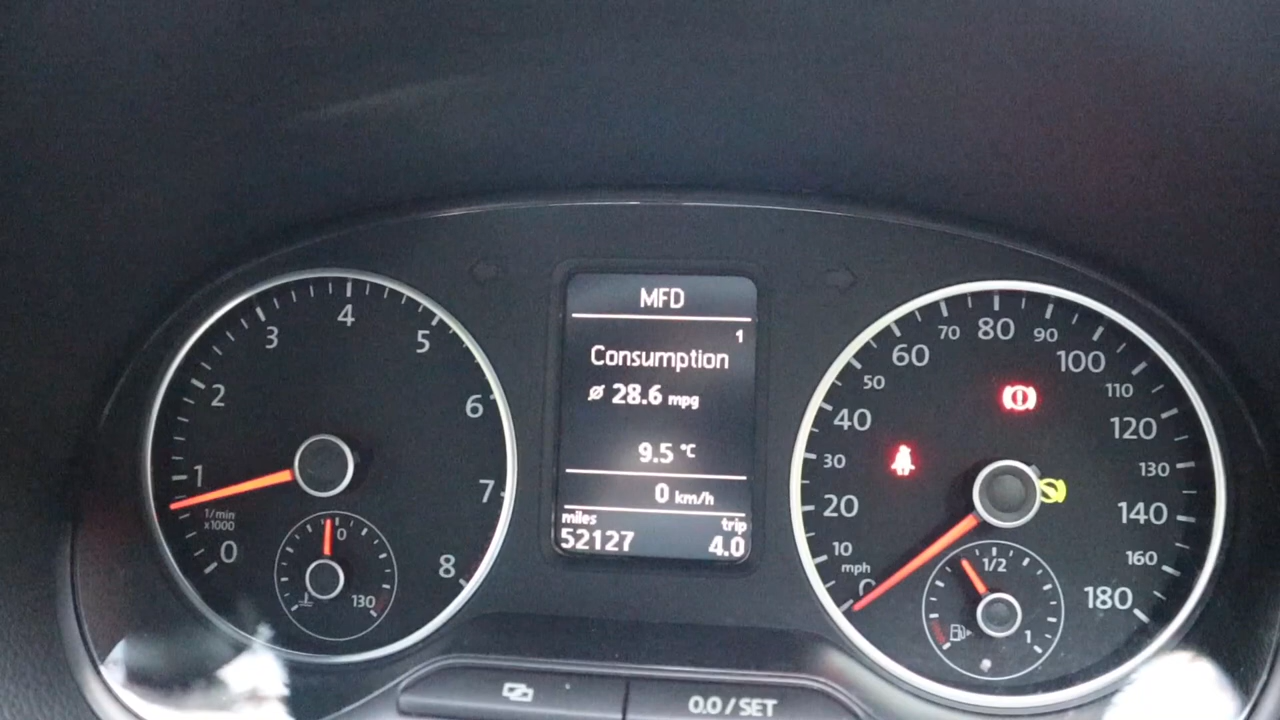 0
1
2
3
4
5
6
7
8
1/min
x1000
0
130
MFD
1
Consumption
ø 28.6 mpg
9.5 °C
0 km/h
miles
trip
52127
4.0
10
20
30
40
50
60
70
80
90
100
110
120
130
140
160
180
mph
1/2
1
0.0 / SET